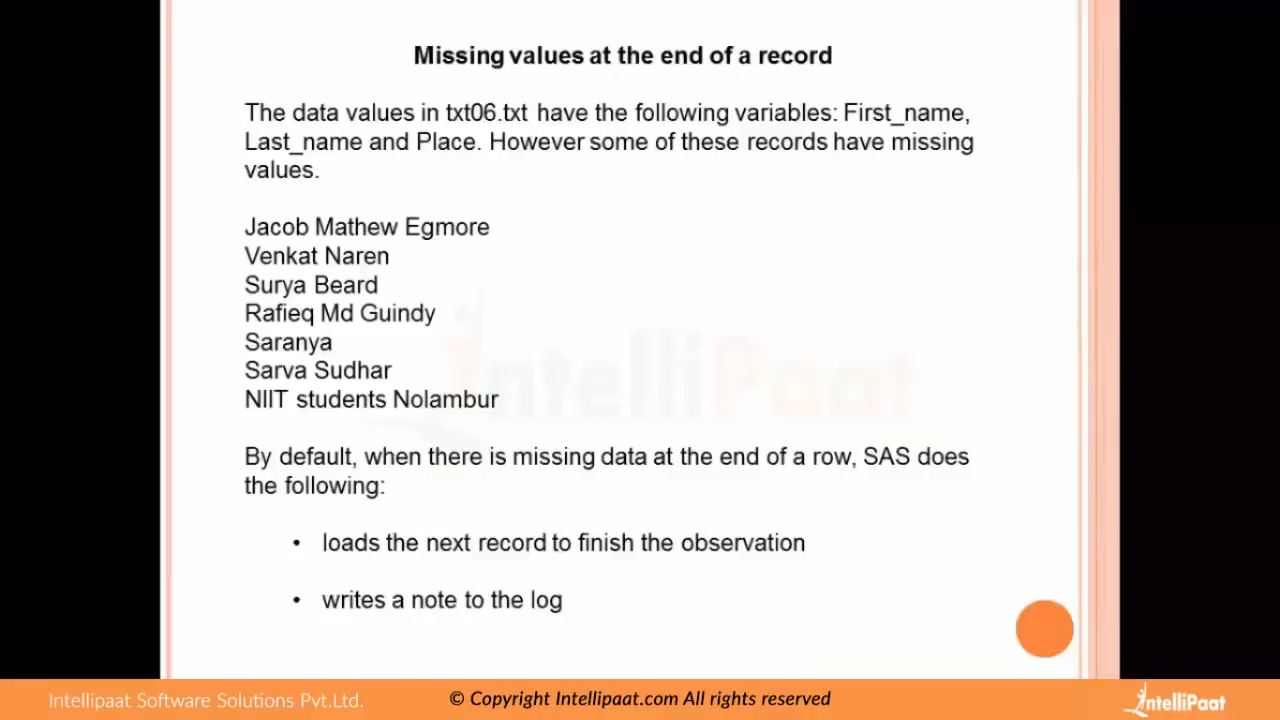 Missing values at the end of a record
The data values in txt06.txt have the following variables: First_name,
Last_name and Place. However some of these records have missing
values.
Jacob Mathew Egmore
Venkat Naren
Surya Beard
Rafieq Md Guindy
Saranya
Sarva Sudhar
NIIT students Nolambur
IntelliPaat
By default, when there is missing data at the end of a row, SAS does
the following:
• loads the next record to finish the observation
• writes a note to the log
Intellipaat Software Solutions Pvt.Ltd.
© Copyright Intellipaat.com All rights reserved
IntelliPaat